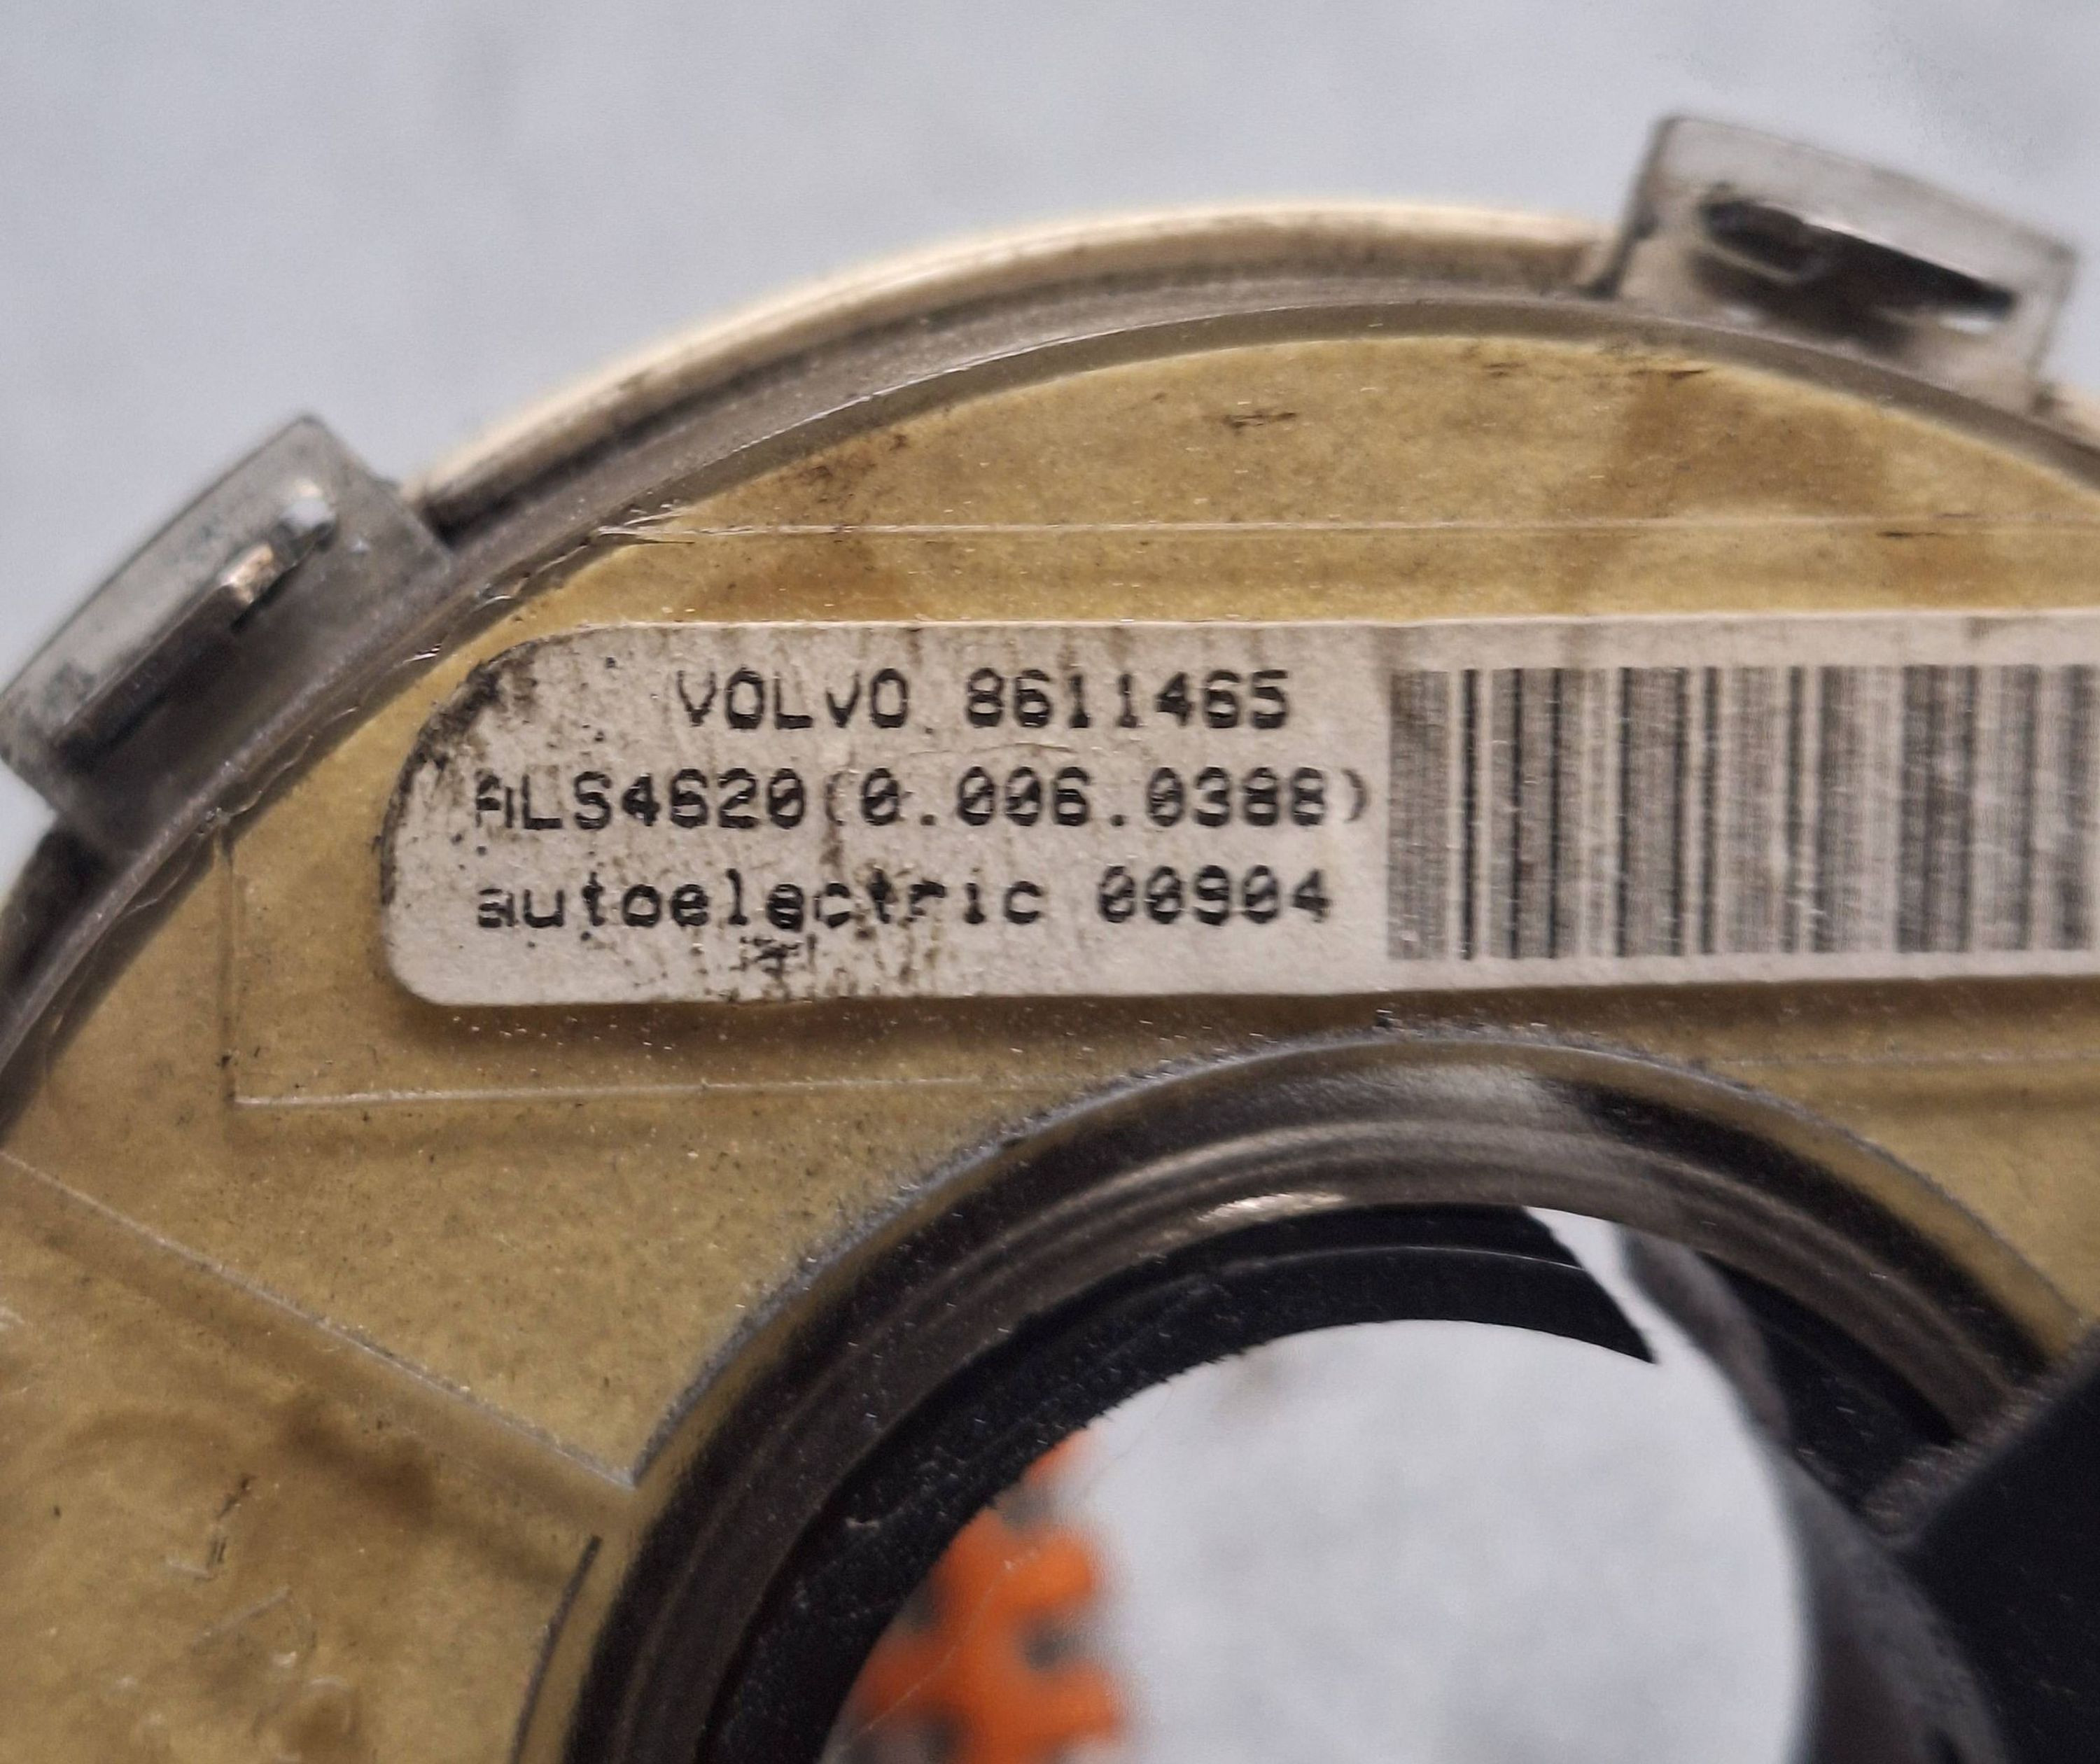 VOLVO 8611465
ALS4620(0.006.0388)
autoelectric 00904